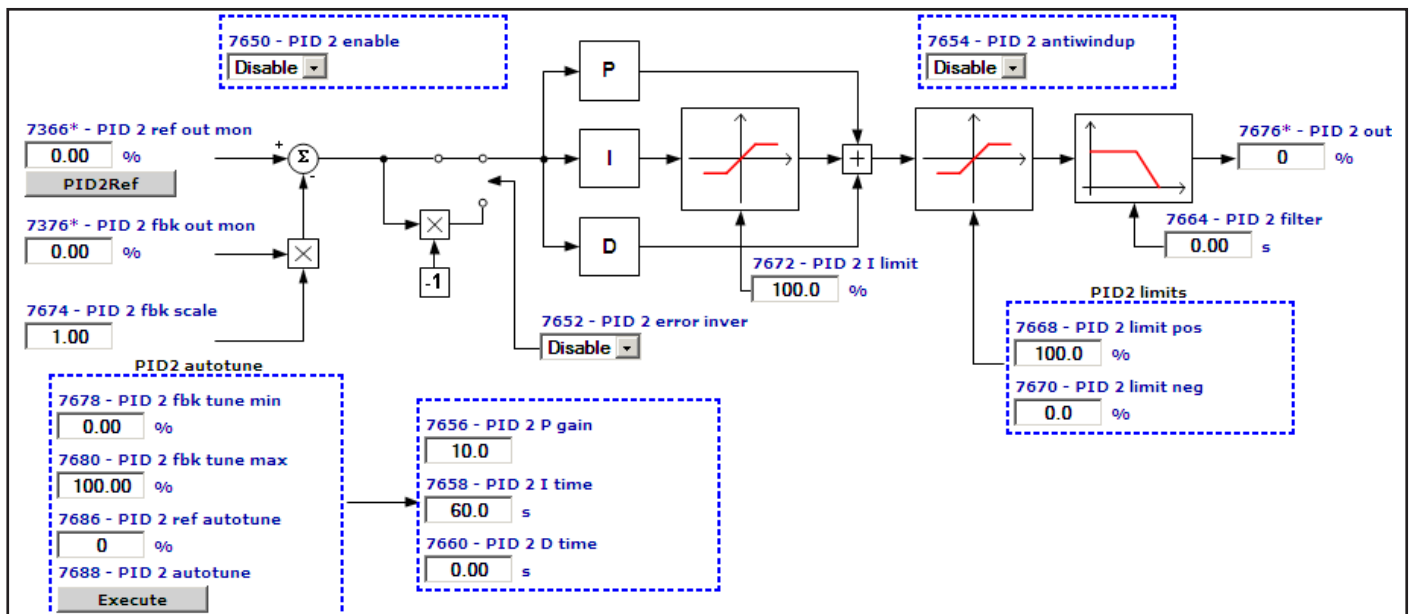 7650 - PID 2 enable
Disable
7654 - PID 2 antiwindup
Disable
P
7366* - PID 2 ref out mon
0.00 %
PID2Ref
+
Σ
-
I
+
7676* - PID 2 out
0 %
7376* - PID 2 fbk out mon
0.00 %
×
×
D
7664 - PID 2 filter
0.00 s
-1
7672 - PID 2 I limit
100.0 %
PID2 limits
7674 - PID 2 fbk scale
1.00
7652 - PID 2 error inver
Disable
7668 - PID 2 limit pos
100.0 %
7670 - PID 2 limit neg
0.0 %
PID2 autotune
7678 - PID 2 fbk tune min
0.00 %
7680 - PID 2 fbk tune max
100.00 %
7686 - PID 2 ref autotune
0 %
7688 - PID 2 autotune
Execute
7656 - PID 2 P gain
10.0
7658 - PID 2 I time
60.0 s
7660 - PID 2 D time
0.00 s